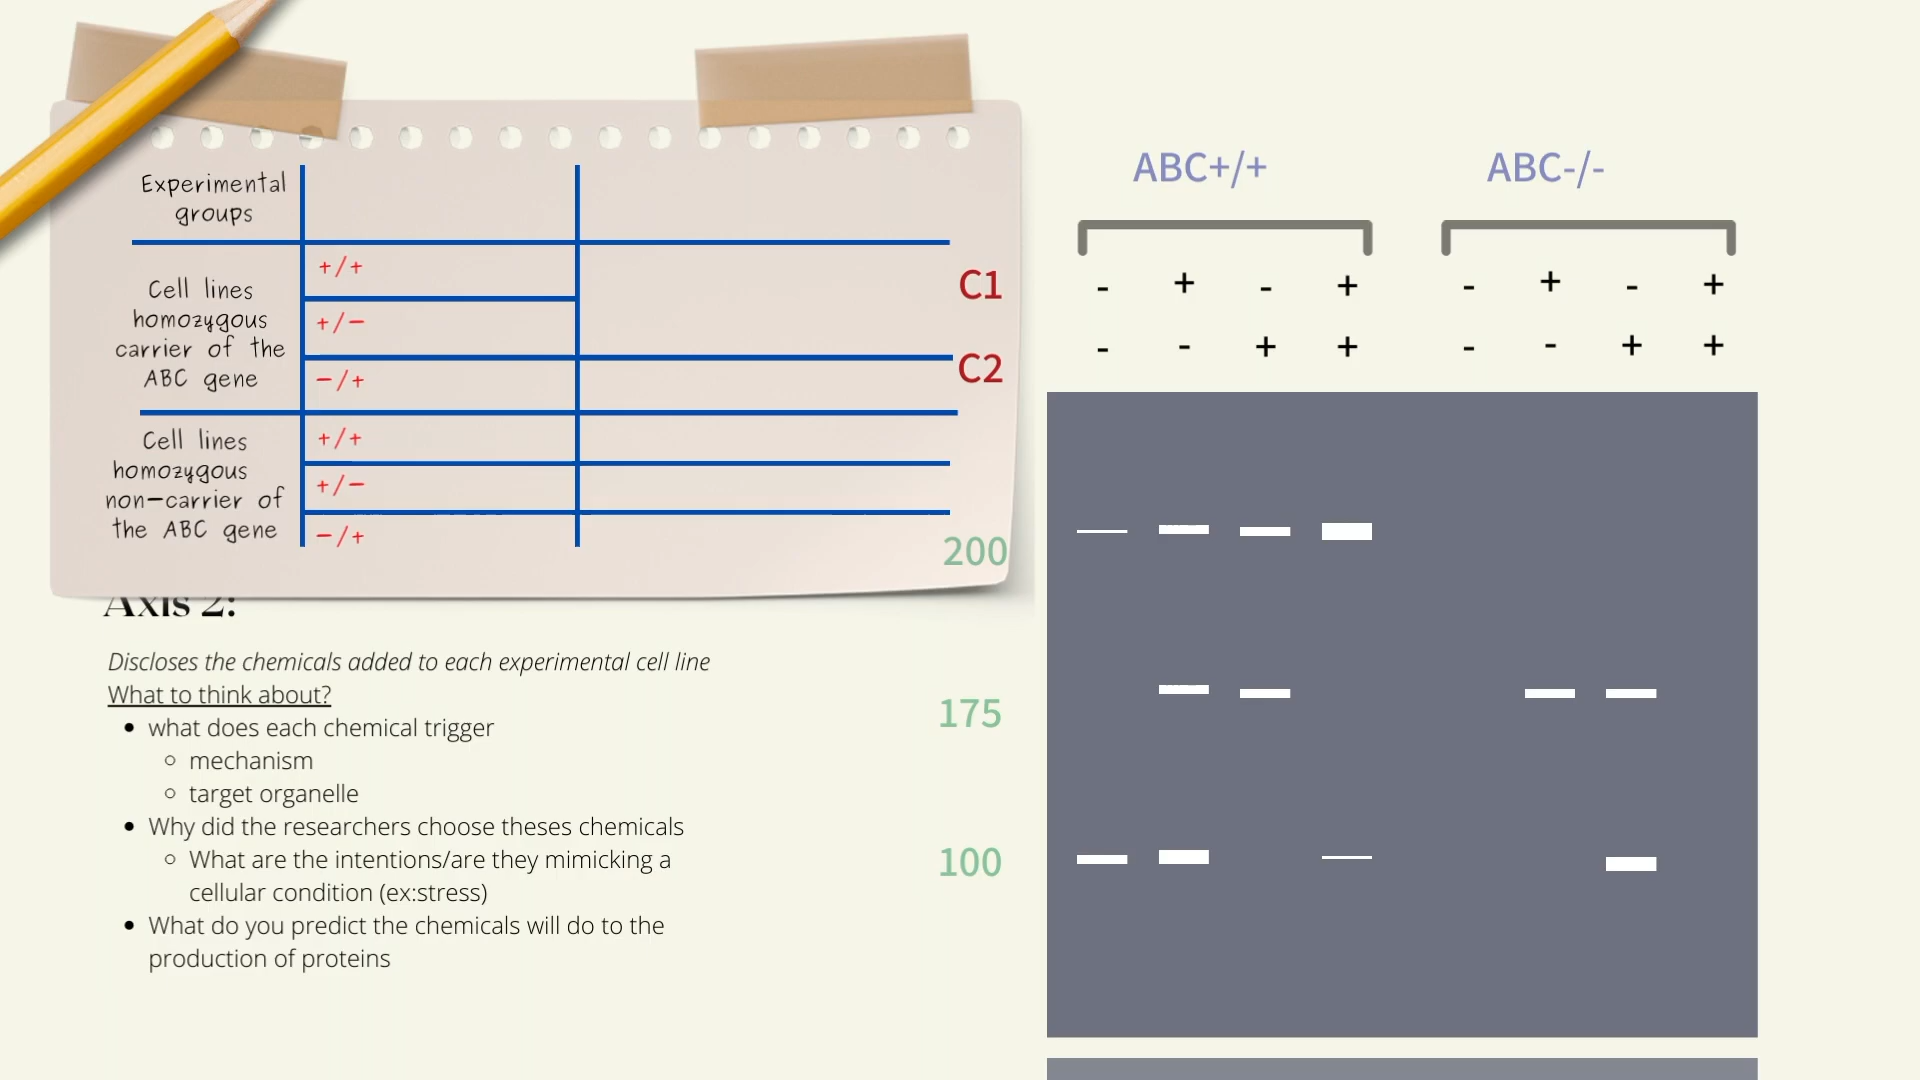 Experimental
groups
+/+
Cell lines
homozygous
carrier of the
ABC gene
+/-
-/+
Cell lines
homozygous
non-carrier of
the ABC gene
+/+
+/-
-/+
Axis 2:
Discloses the chemicals added to each experimental cell line
What to think about?
• what does each chemical trigger
○ mechanism
○ target organelle
• Why did the researchers choose theses chemicals
○ What are the intentions/are they mimicking a
cellular condition (ex:stress)
• What do you predict the chemicals will do to the
production of proteins
ABC+/+ ABC-/-
C1 - + - + - + - +
C2 - - + + - - + +
200
175
100